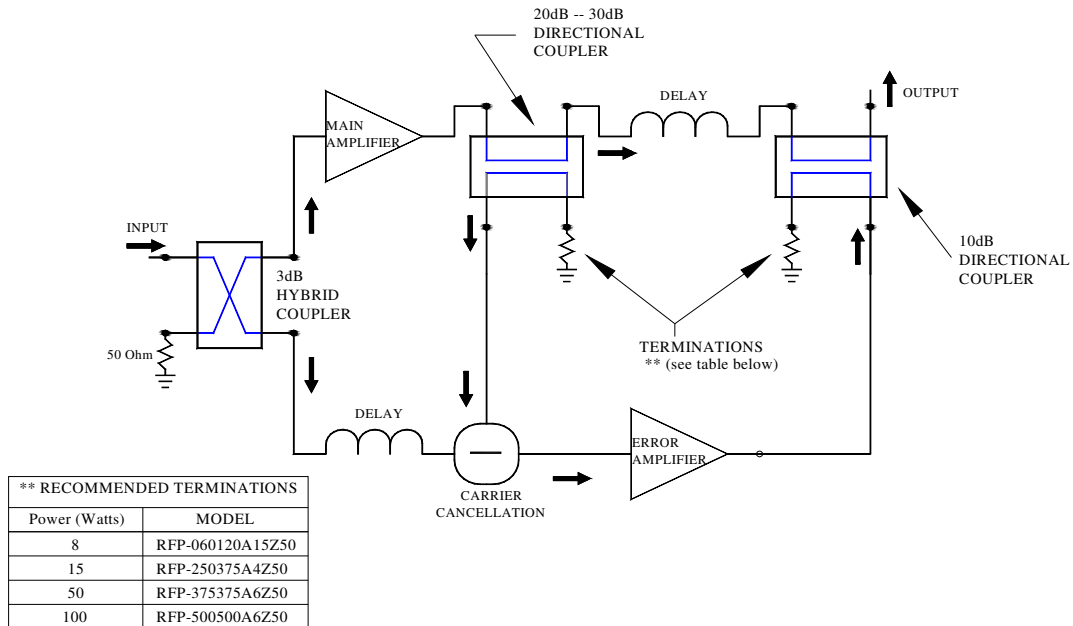 20dB -- 30dB
DIRECTIONAL
COUPLER
DELAY
OUTPUT
MAIN
AMPLIFIER
INPUT
3dB
HYBRID
COUPLER
10dB
DIRECTIONAL
COUPLER
50 Ohm
TERMINATIONS
** (see table below)
DELAY
ERROR
AMPLIFIER
CARRIER
CANCELLATION
** RECOMMENDED TERMINATIONS
Power (Watts) MODEL
8 RFP-060120A15Z50
15 RFP-250375A4Z50
50 RFP-375375A6Z50
100 RFP-500500A6Z50